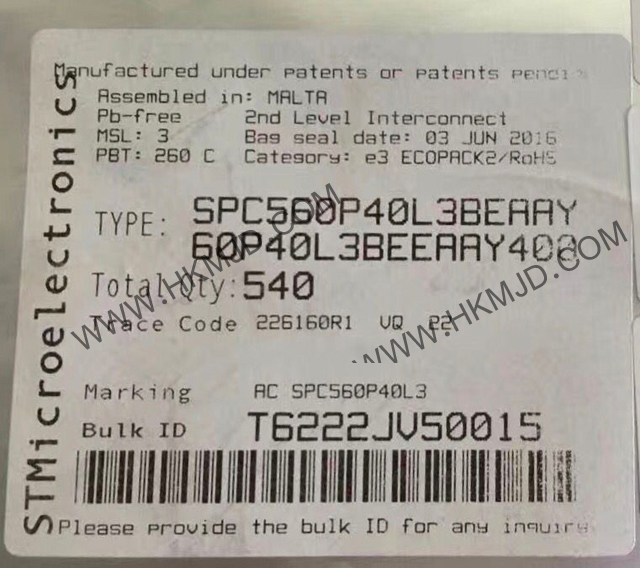 STMicroelectronics
Manufactured under patents or patents pendi
Assembled in: MALTA
Pb-free 2nd Level Interconnect
MSL: 3 Bag seal date: 03 JUN 2016
PBT: 260 C Category: e3 ECOPACK2/RoHS
TYPE: SPC560P40L3BEAAY
60P40L3BEEAAY40
Total Qty: 540
Trace Code 226160R1 VQ 22
Marking AC SPC560P40L3
Bulk ID T6222JV50015
Please provide the bulk ID for any inquiry
WWW.HKMJD.COM
WWW.HKMJD.COM